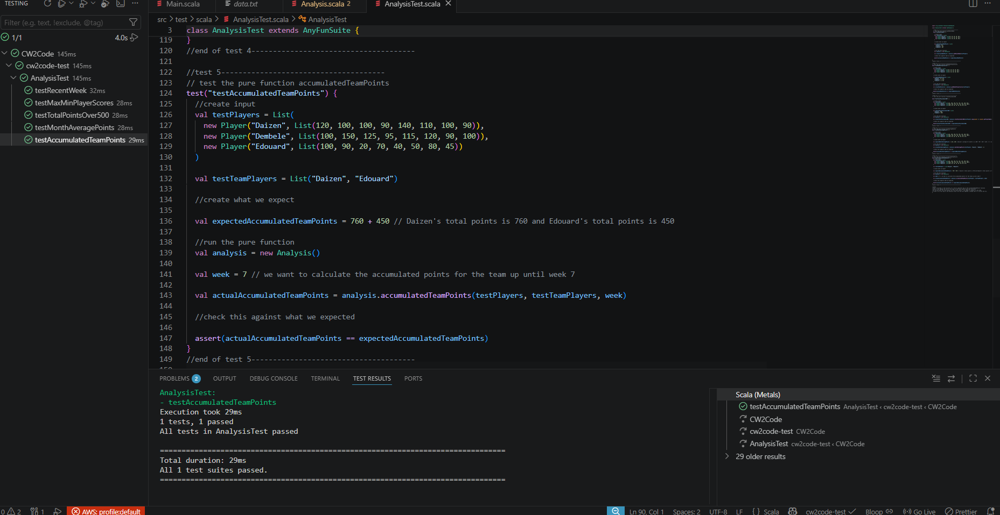 TESTING
Main.scala
data.txt
Analysis.scala 2
AnalysisTest.scala
Filter (e.g. text, !exclude, @tag)
src > test > scala > AnalysisTest.scala > AnalysisTest
1/1
4.0s
CW2Code 145ms
cw2code-test 145ms
AnalysisTest 145ms
testRecentWeek 32ms
testMaxMinPlayerScores 28ms
testTotalPointsOver500 28ms
testMonthAveragePoints 28ms
testAccumulatedTeamPoints 29ms
3 class AnalysisTest extends AnyFunSuite {
119 }
120 //end of test 4--------------------------------------
121
122 //test 5--------------------------------------
123 // test the pure function accumulatedTeamPoints
124 test("testAccumulatedTeamPoints") {
125 //create input
126 val testPlayers = List(
127 new Player("Daizen", List(120, 100, 100, 90, 140, 110, 100, 90)),
128 new Player("Dembele", List(100, 150, 125, 95, 115, 120, 90, 100)),
129 new Player("Edouard", List(100, 90, 20, 70, 40, 50, 80, 45))
130 )
131
132 val testTeamPlayers = List("Daizen", "Edouard")
133
134 //create what we expect
135
136 val expectedAccumulatedTeamPoints = 760 + 450 // Daizen's total points is 760 and Edouard's total points is 450
137
138 //run the pure function
139 val analysis = new Analysis()
140
141 val week = 7 // we want to calculate the accumulated points for the team up until week 7
142
143 val actualAccumulatedTeamPoints = analysis.accumulatedTeamPoints(testPlayers, testTeamPlayers, week)
144
145 //check this against what we expected
146
147 assert(actualAccumulatedTeamPoints == expectedAccumulatedTeamPoints)
148 }
149 //end of test 5--------------------------------------
PROBLEMS 2 OUTPUT DEBUG CONSOLE TERMINAL TEST RESULTS PORTS
AnalysisTest:
- testAccumulatedTeamPoints
Execution took 29ms
1 tests, 1 passed
All tests in AnalysisTest passed
================================================================================
Total duration: 29ms
All 1 test suites passed.
================================================================================
Scala (Metals)
testAccumulatedTeamPoints AnalysisTest ‹ cw2code-test ‹ CW2Code
CW2Code
cw2code-test CW2Code
AnalysisTest cw2code-test ‹ CW2Code
29 older results
0 2 1 AWS: profile:default Ln 90, Col 1 Spaces: 2 UTF-8 LF { } Scala cw2code-test Bloop Go Live Prettier